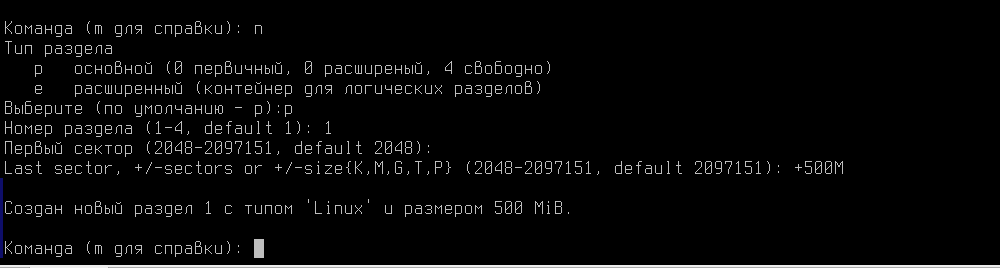 Команда (m для справки): n
Тип раздела
   p   основной (0 первичный, 0 расширеный, 4 свободно)
   e   расширенный (контейнер для логических разделов)
Выберите (по умолчанию - p):p
Номер раздела (1-4, default 1): 1
Первый сектор (2048-2097151, default 2048):
Last sector, +/-sectors or +/-size{K,M,G,T,P} (2048-2097151, default 2097151): +500M
Создан новый раздел 1 с типом 'Linux' и размером 500 MiB.
Команда (m для справки):